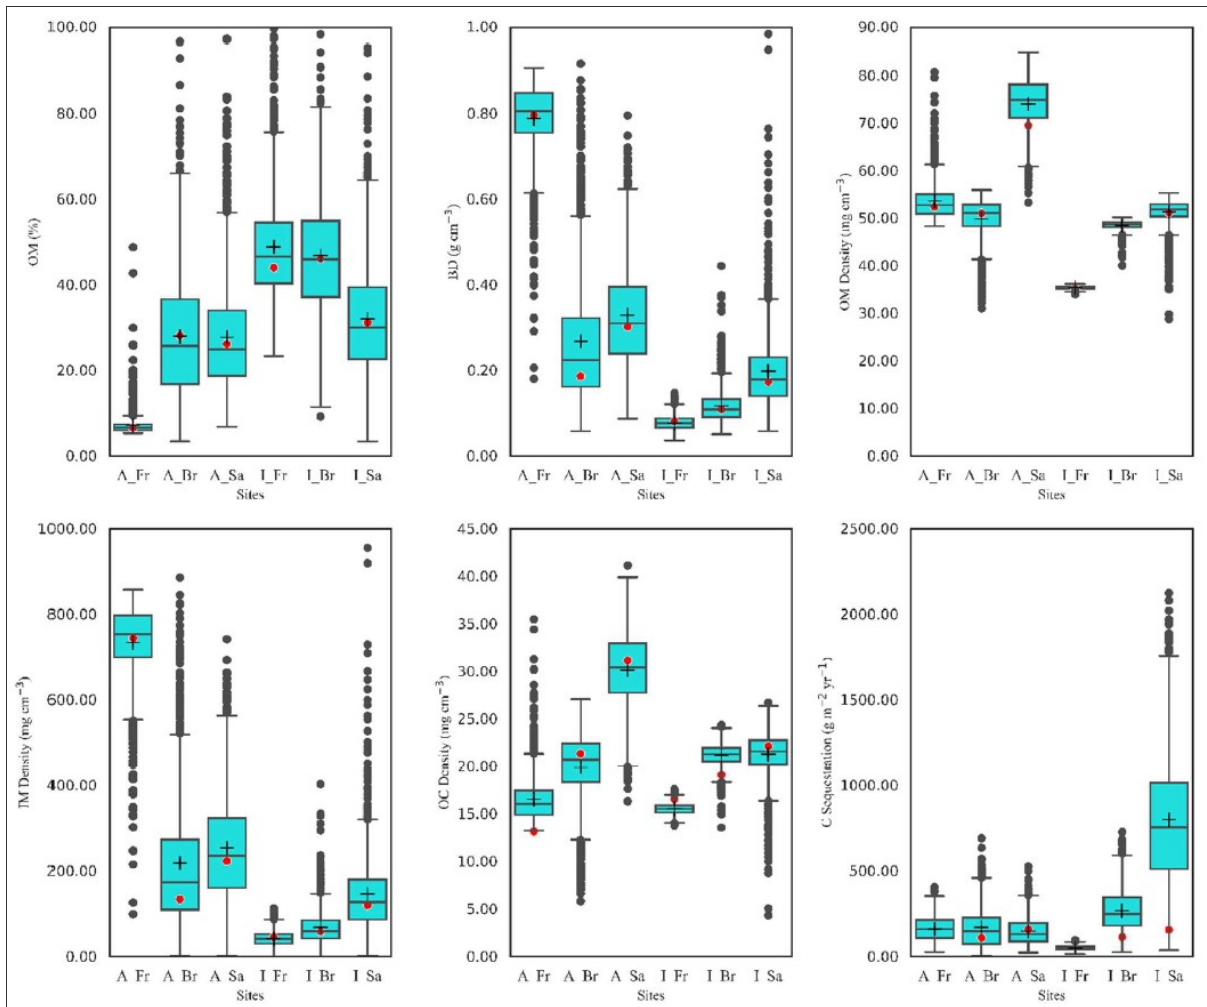 100.00
80.00
60.00
40.00
20.00
0.00
OM (%)
A_Fr A_Br A_Sa I_Fr I_Br I_Sa
Sites
1.00
0.80
0.60
0.40
0.20
0.00
BD (g cm⁻³)
A_Fr A_Br A_Sa I_Fr I_Br I_Sa
Sites
90.00
80.00
70.00
60.00
50.00
40.00
30.00
20.00
10.00
0.00
OM Density (mg cm⁻³)
A_Fr A_Br A_Sa I_Fr I_Br I_Sa
Sites
1000.00
800.00
600.00
400.00
200.00
0.00
IM Density (mg cm⁻³)
A_Fr A_Br A_Sa I_Fr I_Br I_Sa
Sites
45.00
40.00
35.00
30.00
25.00
20.00
15.00
10.00
5.00
0.00
OC Density (mg cm⁻³)
A_Fr A_Br A_Sa I_Fr I_Br I_Sa
Sites
2500.00
2000.00
1500.00
1000.00
500.00
0.00
C Sequestration (g m⁻² yr⁻¹)
A_Fr A_Br A_Sa I_Fr I_Br I_Sa
Sites